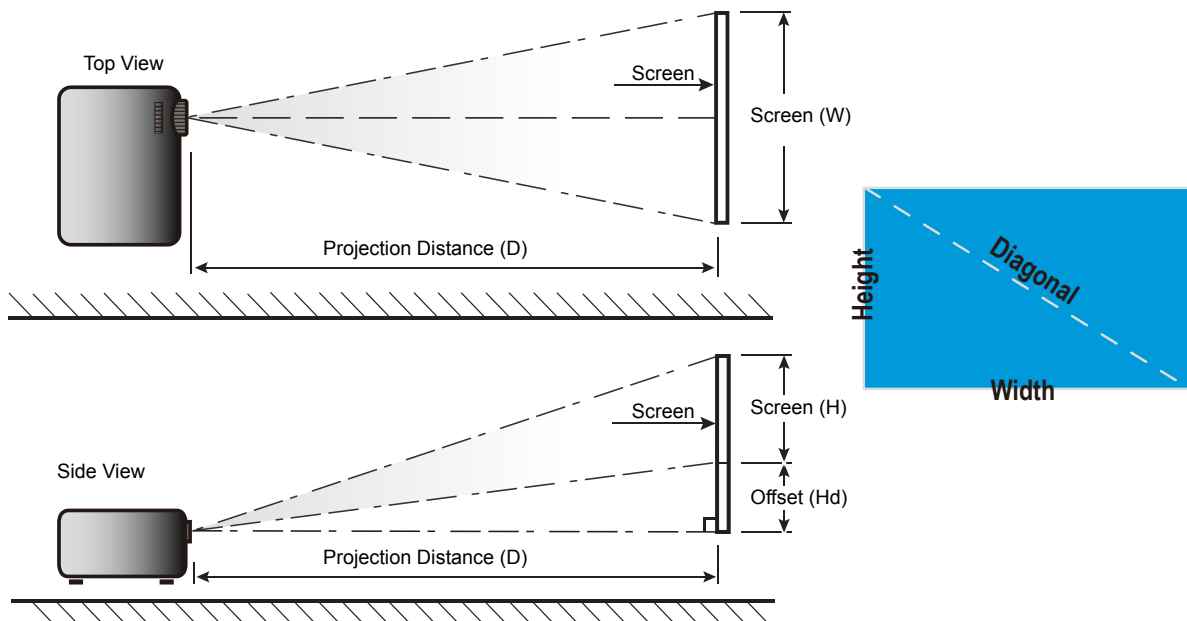 Top View
Screen
Screen (W)
Projection Distance (D)
Height
Diagonal
Width
Side View
Screen
Screen (H)
Offset (Hd)
Projection Distance (D)